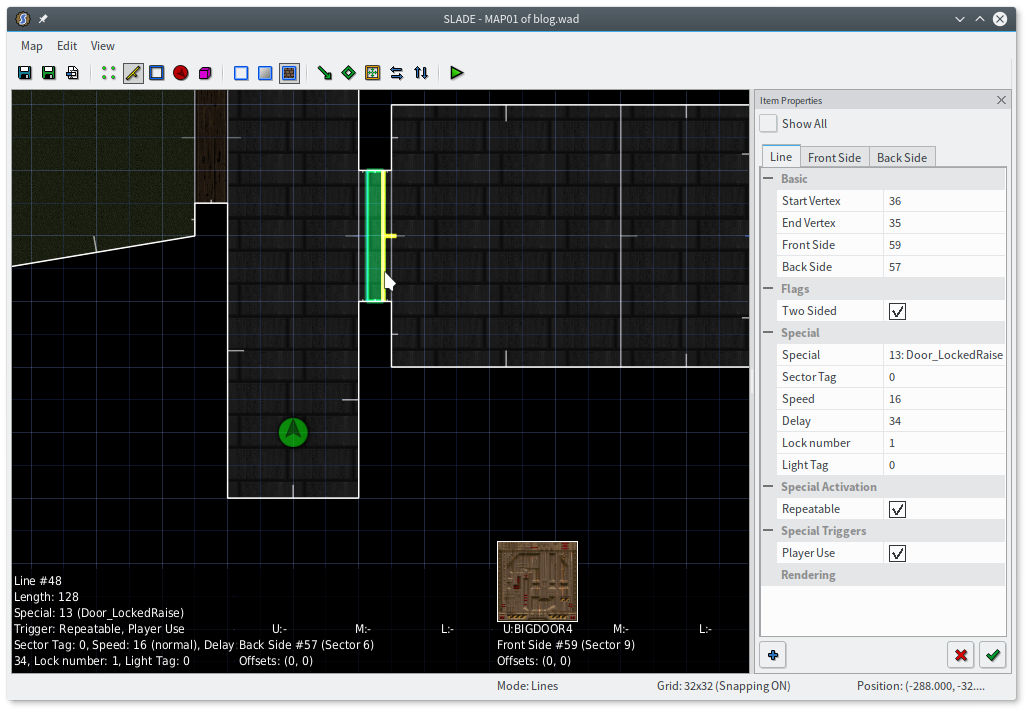 SLADE - MAP01 of blog.wad
Map Edit View
Item Properties
Show All
Line Front Side Back Side
Basic
Start Vertex 36
End Vertex 35
Front Side 59
Back Side 57
Flags
Two Sided
Special
Special 13: Door_LockedRaise
Sector Tag 0
Speed 16
Delay 34
Lock number 1
Light Tag 0
Special Activation
Repeatable
Special Triggers
Player Use
Rendering
Line #48
Length: 128
Special: 13 (Door_LockedRaise)
Trigger: Repeatable, Player Use
Sector Tag: 0, Speed: 16 (normal), Delay
34, Lock number: 1, Light Tag: 0
U:- M:- L:-
Back Side #57 (Sector 6)
Offsets: (0, 0)
U:BIGDOOR4 M:- L:-
Front Side #59 (Sector 9)
Offsets: (0, 0)
Mode: Lines Grid: 32x32 (Snapping ON) Position: (-288.000, -32....